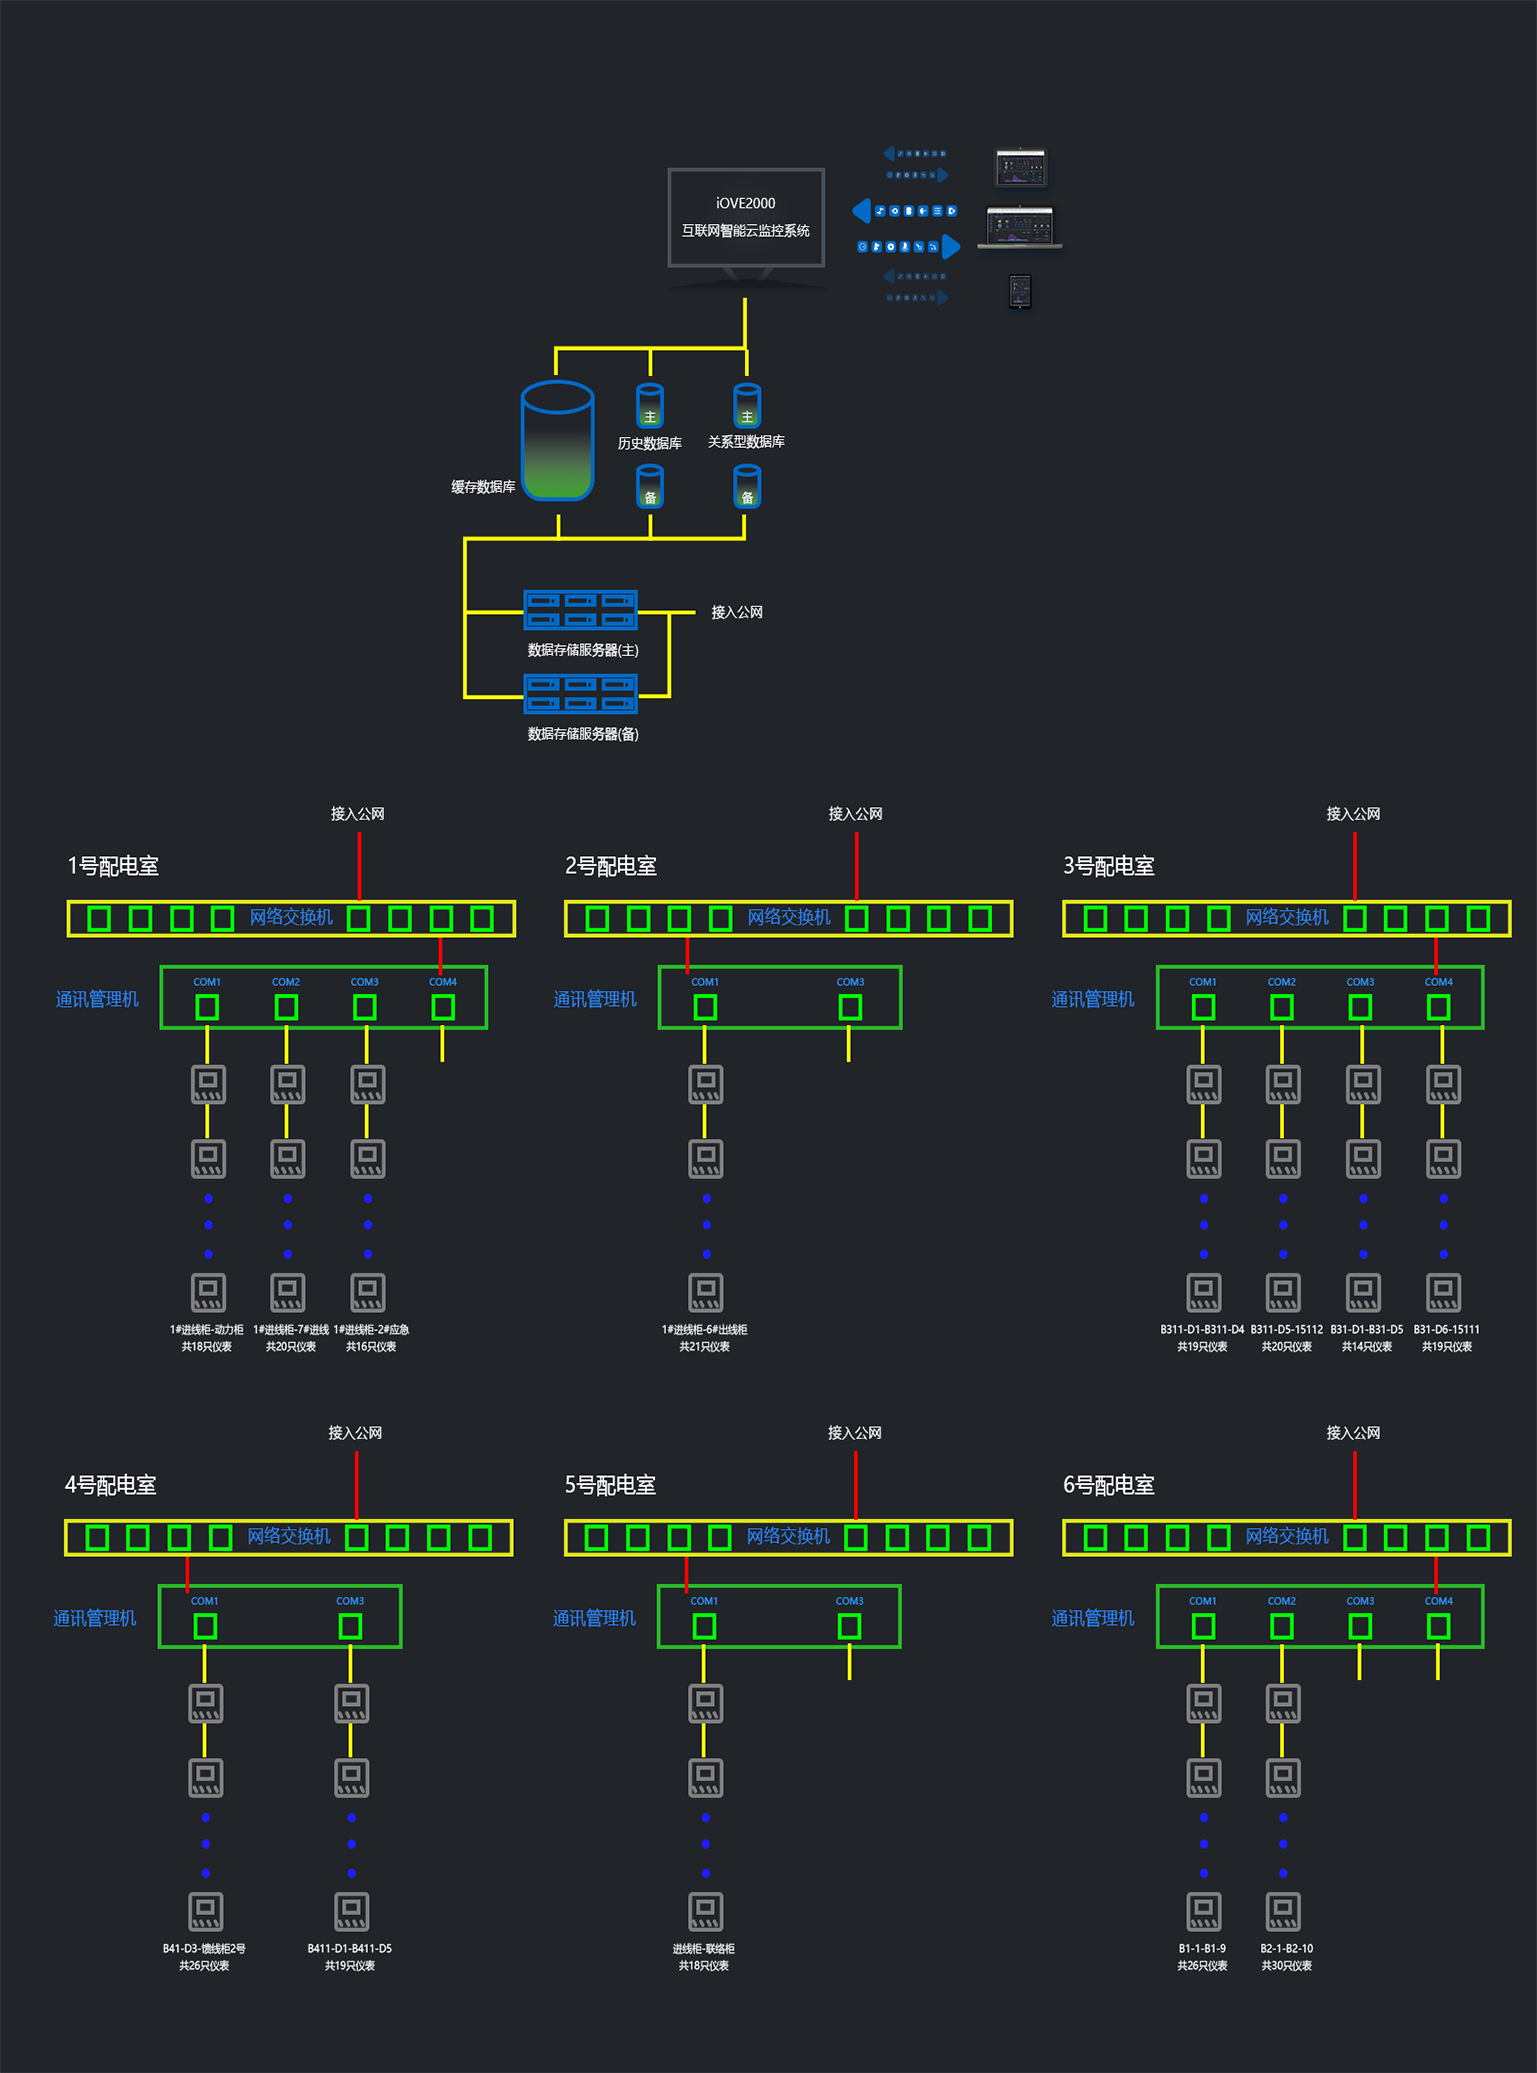 iOVE2000
互联网智能云监控系统
主
主
历史数据库
关系型数据库
缓存数据库
备
备
接入公网
数据存储服务器(主)
数据存储服务器(备)
接入公网
接入公网
接入公网
1号配电室
2号配电室
3号配电室
网络交换机
网络交换机
网络交换机
通讯管理机
COM1
COM2
COM3
COM4
通讯管理机
COM1
COM3
通讯管理机
COM1
COM2
COM3
COM4
1#进线柜-动力柜
共18只仪表
1#进线柜-7#进线
共20只仪表
1#进线柜-2#应急
共16只仪表
1#进线柜-6#出线柜
共21只仪表
B311-D1-B311-D4
共19只仪表
B311-D5-15112
共20只仪表
B31-D1-B31-D5
共14只仪表
B31-D6-15111
共19只仪表
接入公网
接入公网
接入公网
4号配电室
5号配电室
6号配电室
网络交换机
网络交换机
网络交换机
通讯管理机
COM1
COM3
通讯管理机
COM1
COM3
通讯管理机
COM1
COM2
COM3
COM4
B41-D3-馈线柜2号
共26只仪表
B411-D1-B411-D5
共19只仪表
进线柜-联络柜
共18只仪表
B1-1-B1-9
共26只仪表
B2-1-B2-10
共30只仪表